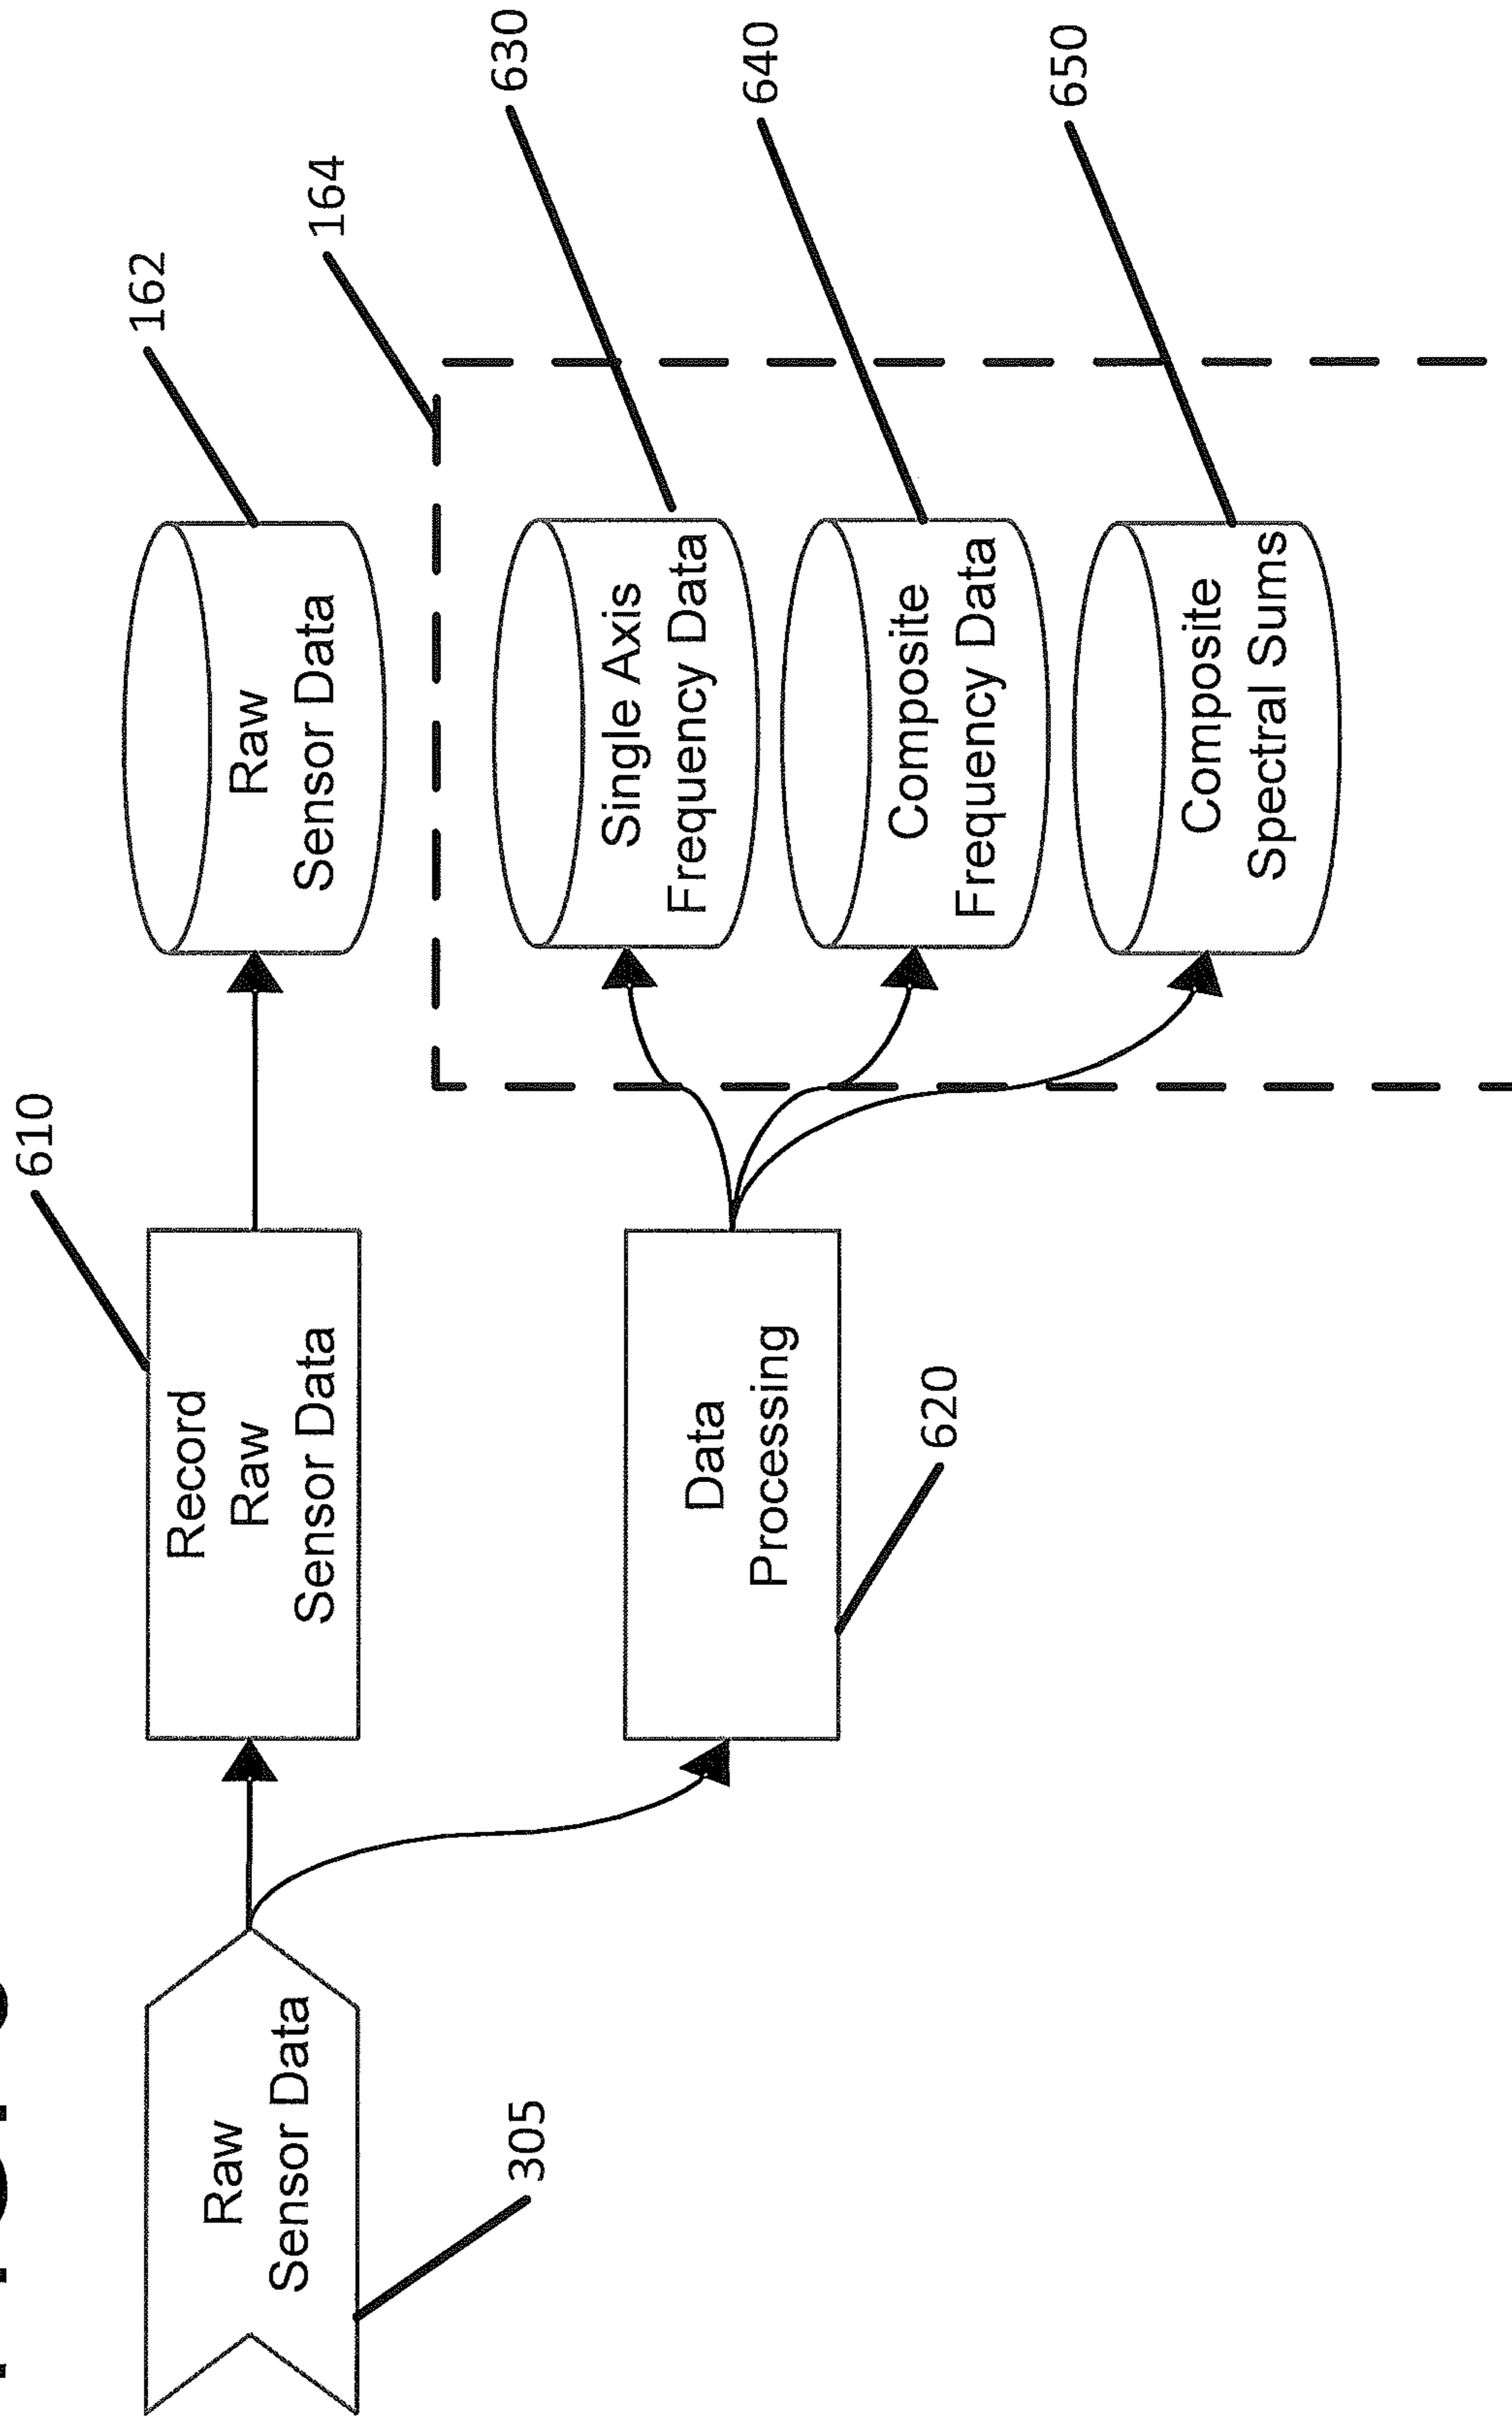 610
162
164
630
640
650
305
620
Raw
Sensor Data
Record
Raw
Sensor Data
Raw
Sensor Data
Data
Processing
Single Axis
Frequency Data
Composite
Frequency Data
Composite
Spectral Sums